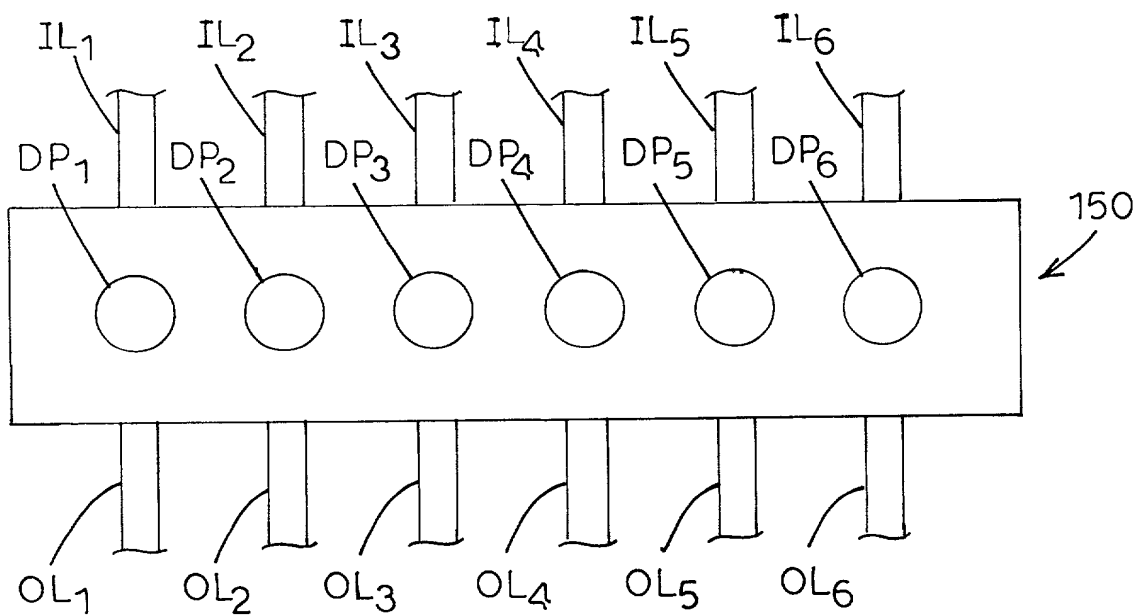 IL1 IL2 IL3 IL4 IL5 IL6
DP1 DP2 DP3 DP4 DP5 DP6
150
OL1 OL2 OL3 OL4 OL5 OL6